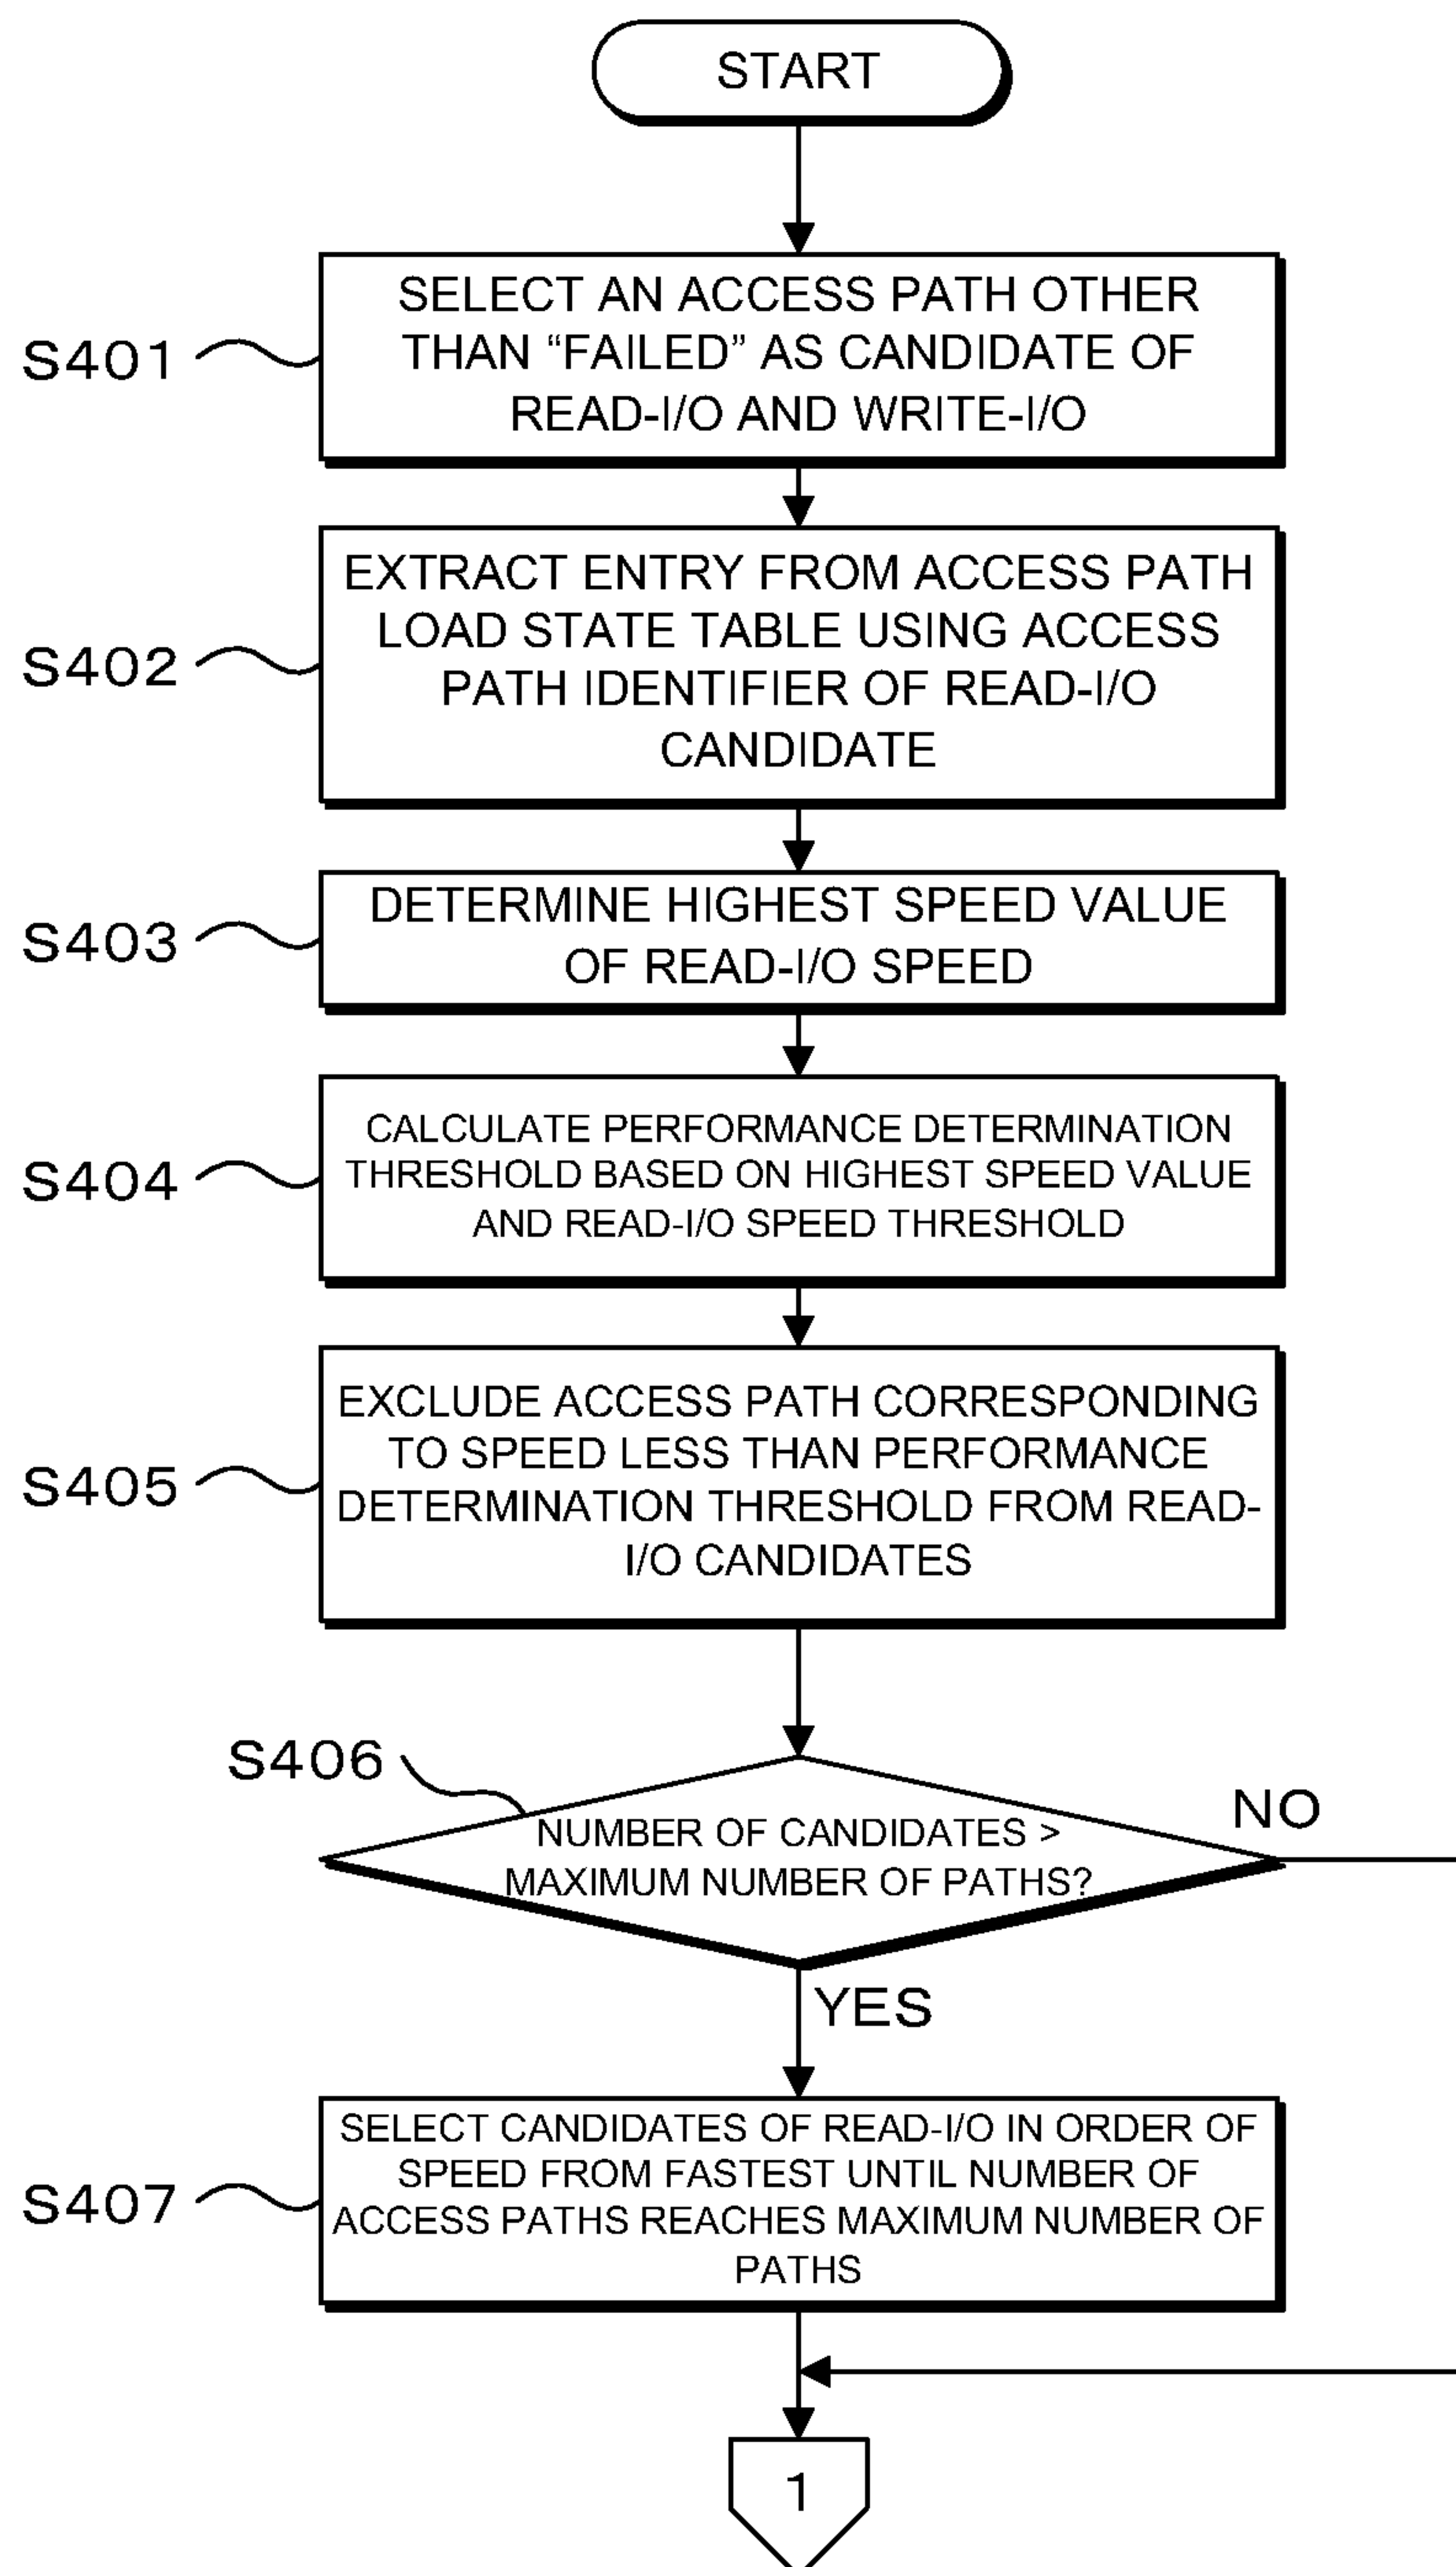 START
S401
SELECT AN ACCESS PATH OTHER
THAN “FAILED” AS CANDIDATE OF
READ-I/O AND WRITE-I/O
S402
EXTRACT ENTRY FROM ACCESS PATH
LOAD STATE TABLE USING ACCESS
PATH IDENTIFIER OF READ-I/O
CANDIDATE
S403
DETERMINE HIGHEST SPEED VALUE
OF READ-I/O SPEED
S404
CALCULATE PERFORMANCE DETERMINATION
THRESHOLD BASED ON HIGHEST SPEED VALUE
AND READ-I/O SPEED THRESHOLD
S405
EXCLUDE ACCESS PATH CORRESPONDING
TO SPEED LESS THAN PERFORMANCE
DETERMINATION THRESHOLD FROM READ-
I/O CANDIDATES
S406
NUMBER OF CANDIDATES >
MAXIMUM NUMBER OF PATHS?
NO
YES
S407
SELECT CANDIDATES OF READ-I/O IN ORDER OF
SPEED FROM FASTEST UNTIL NUMBER OF
ACCESS PATHS REACHES MAXIMUM NUMBER OF
PATHS
1